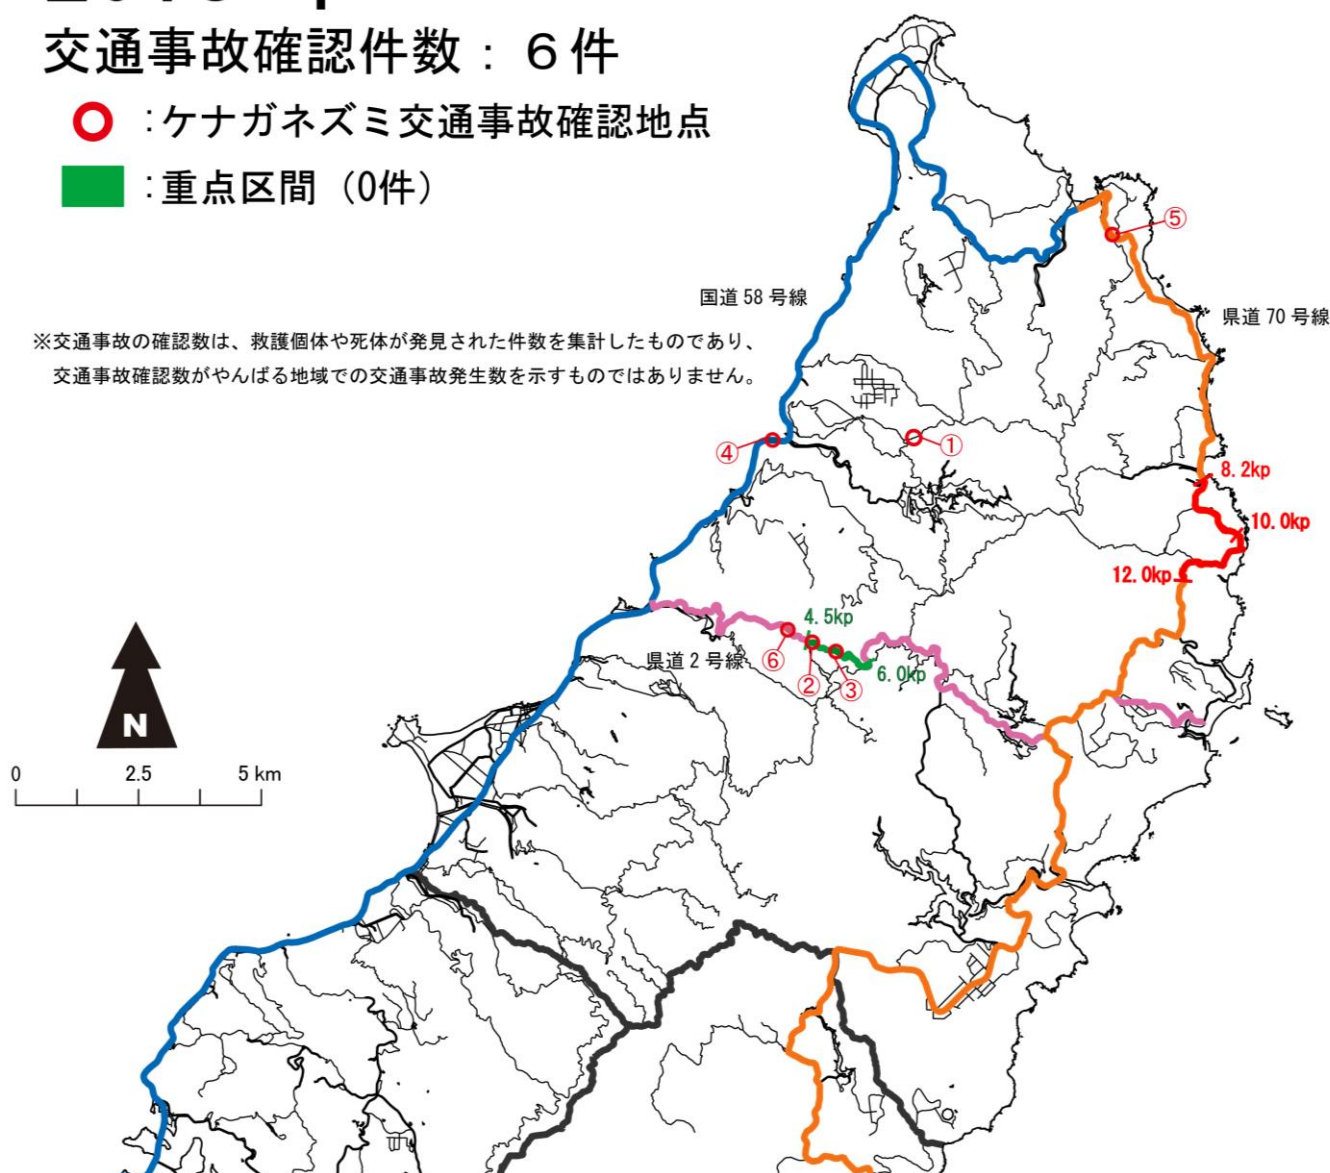 交通事故確認件数：６件
：ケナガネズミ交通事故確認地点
：重点区間（0件）
※交通事故の確認数は、救護個体や死体が発見された件数を集計したものであり、
交通事故確認数がやんばる地域での交通事故発生数を示すものではありません。
国道58号線
県道70号線
⑤
④
①
8.2kp
10.0kp
12.0kp
4.5kp
県道2号線
⑥
②
③
6.0kp
N
0 2.5 5 km